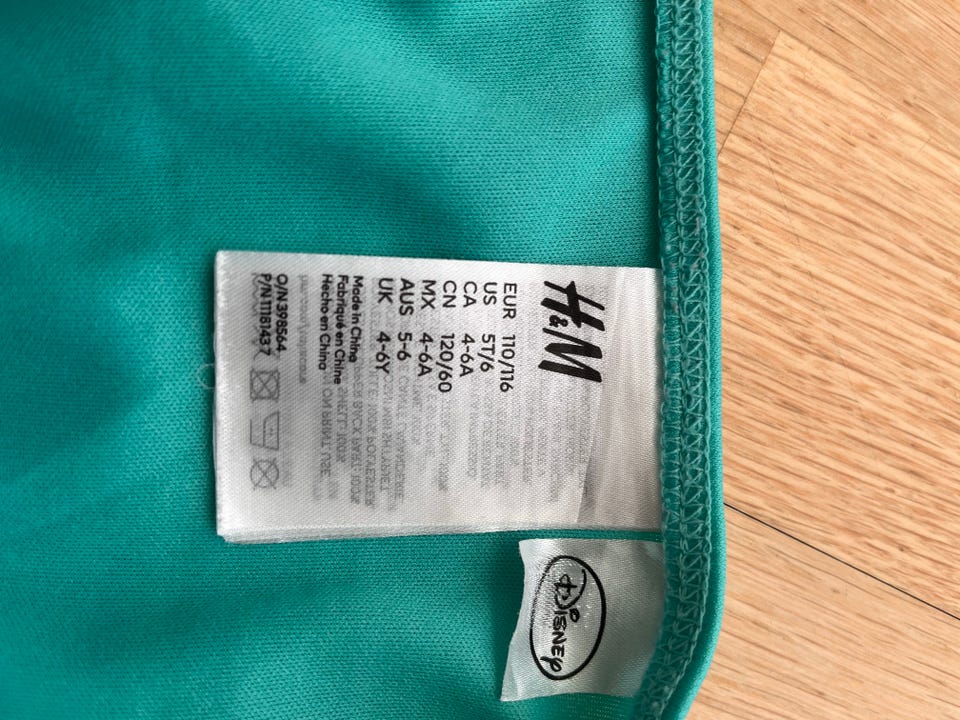 H&M
EUR 110/116
US 5T/6
CA 4-6A
CN 120/60
MX 4-6A
AUS 5-6
UK 4-6Y
Made in China
Fabriqué en Chine
Hecho en China
O/N 398564
P/N 1181437
Disney